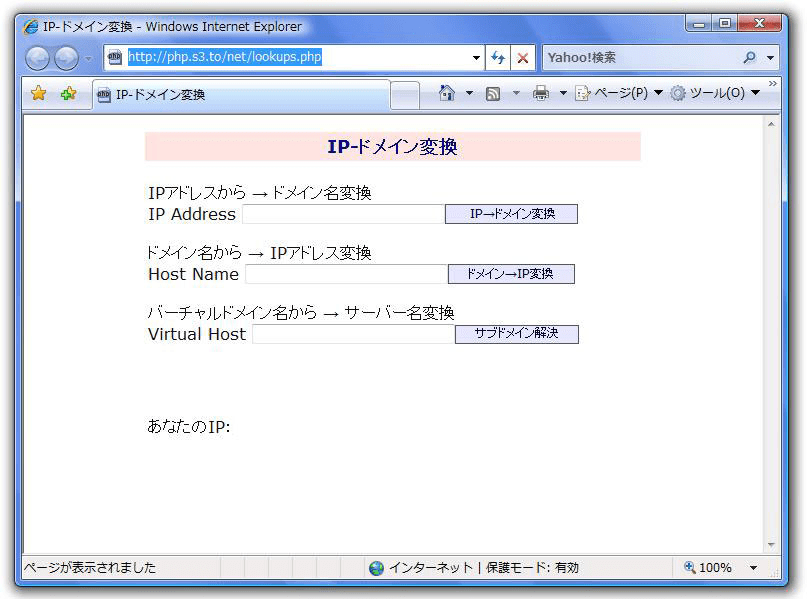 IP-ドメイン変換 - Windows Internet Explorer
http://php.s3.to/net/lookups.php
Yahoo!検索
IP-ドメイン変換
ページ(P)
ツール(O)
IP-ドメイン変換
IPアドレスから → ドメイン名変換
IP Address IP→ドメイン変換
ドメイン名から → IPアドレス変換
Host Name ドメイン→IP変換
バーチャルドメイン名から → サーバー名変換
Virtual Host サブドメイン解決
あなたのIP:
ページが表示されました インターネット | 保護モード: 有効 100%